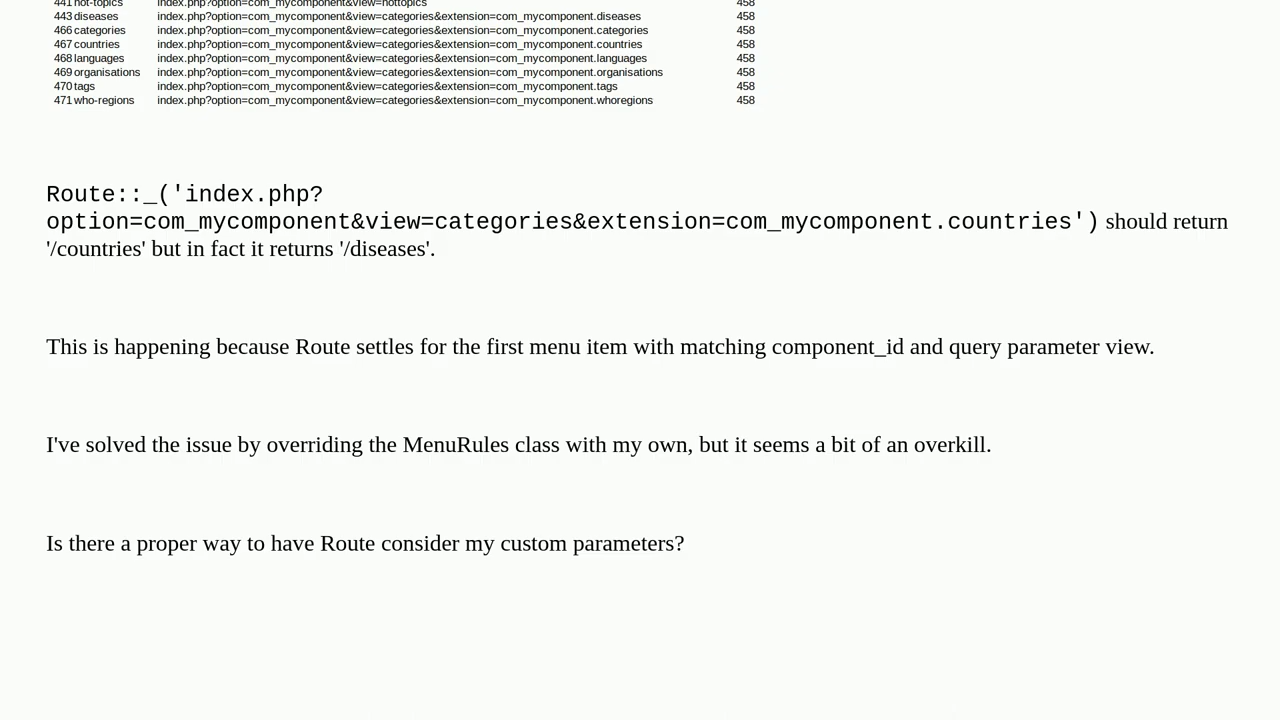 441 hot-topics index.php?option=com_mycomponent&view=hottopics 458
443 diseases index.php?option=com_mycomponent&view=categories&extension=com_mycomponent.diseases 458
466 categories index.php?option=com_mycomponent&view=categories&extension=com_mycomponent.categories 458
467 countries index.php?option=com_mycomponent&view=categories&extension=com_mycomponent.countries 458
468 languages index.php?option=com_mycomponent&view=categories&extension=com_mycomponent.languages 458
469 organisations index.php?option=com_mycomponent&view=categories&extension=com_mycomponent.organisations 458
470 tags index.php?option=com_mycomponent&view=categories&extension=com_mycomponent.tags 458
471 who-regions index.php?option=com_mycomponent&view=categories&extension=com_mycomponent.whoregions 458
Route::_('index.php?
option=com_mycomponent&view=categories&extension=com_mycomponent.countries') should return
'/countries' but in fact it returns '/diseases'.
This is happening because Route settles for the first menu item with matching component_id and query parameter view.
I've solved the issue by overriding the MenuRules class with my own, but it seems a bit of an overkill.
Is there a proper way to have Route consider my custom parameters?